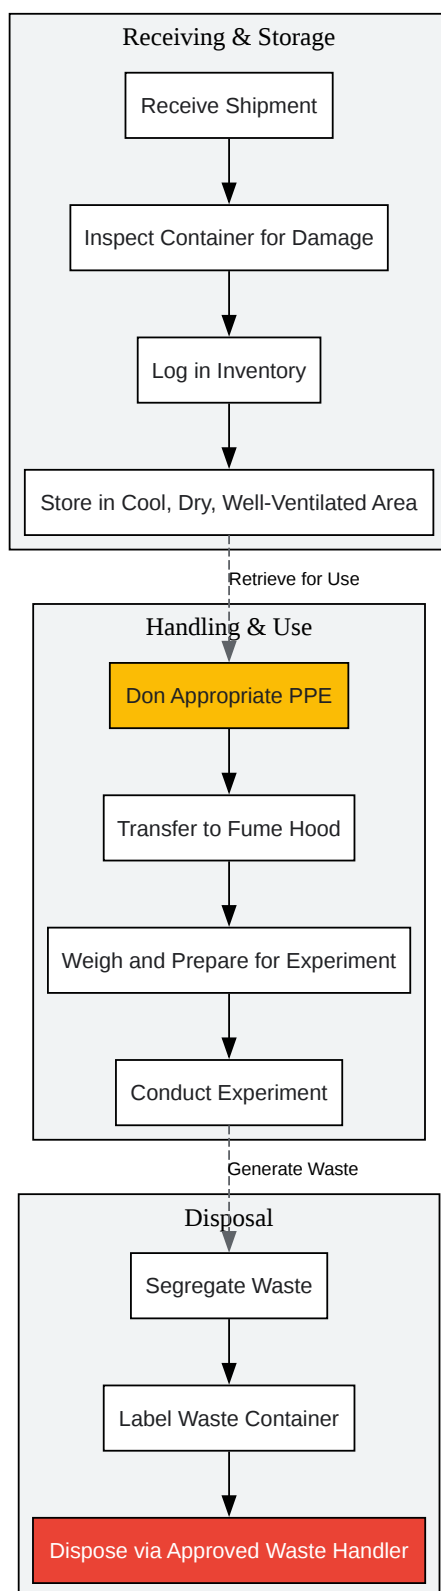 Receiving & Storage
Receive Shipment
Inspect Container for Damage
Log in Inventory
Store in Cool, Dry, Well-Ventilated Area
Retrieve for Use
Handling & Use
Don Appropriate PPE
Transfer to Fume Hood
Weigh and Prepare for Experiment
Conduct Experiment
Generate Waste
Disposal
Segregate Waste
Label Waste Container
Dispose via Approved Waste Handler